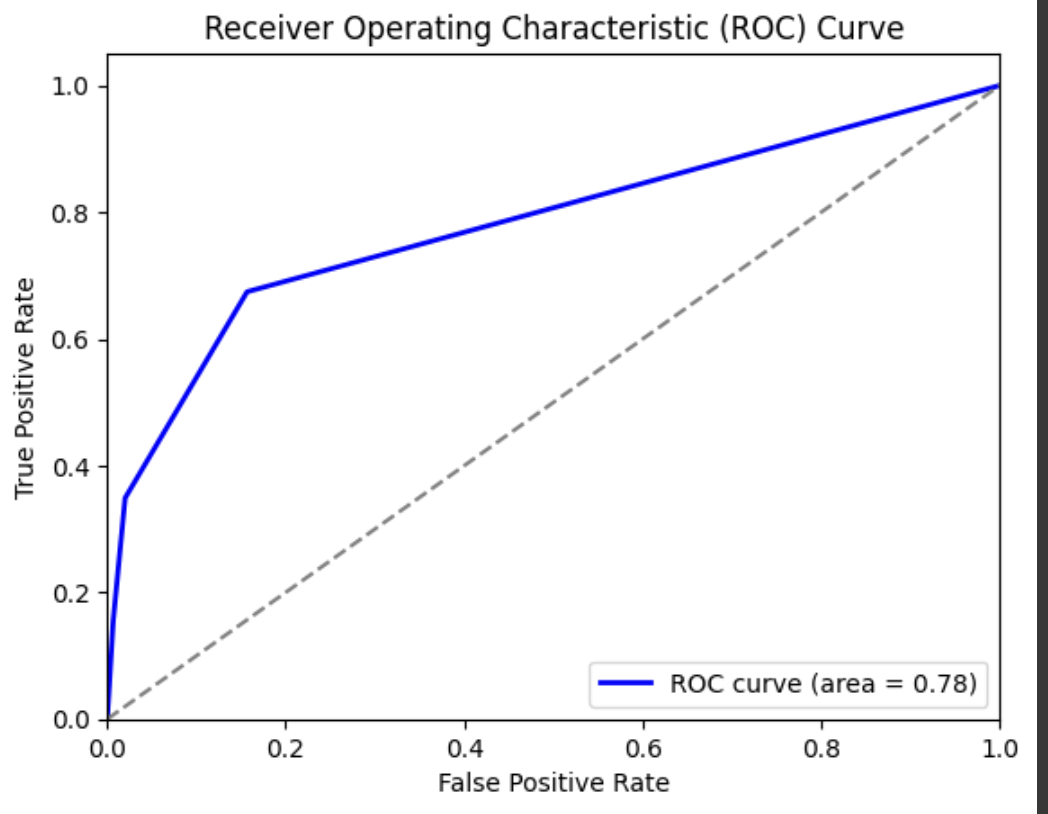 Receiver Operating Characteristic (ROC) Curve
1.0
0.8
0.6
0.4
0.2
0.0
True Positive Rate
ROC curve (area = 0.78)
0.0 0.2 0.4 0.6 0.8 1.0
False Positive Rate